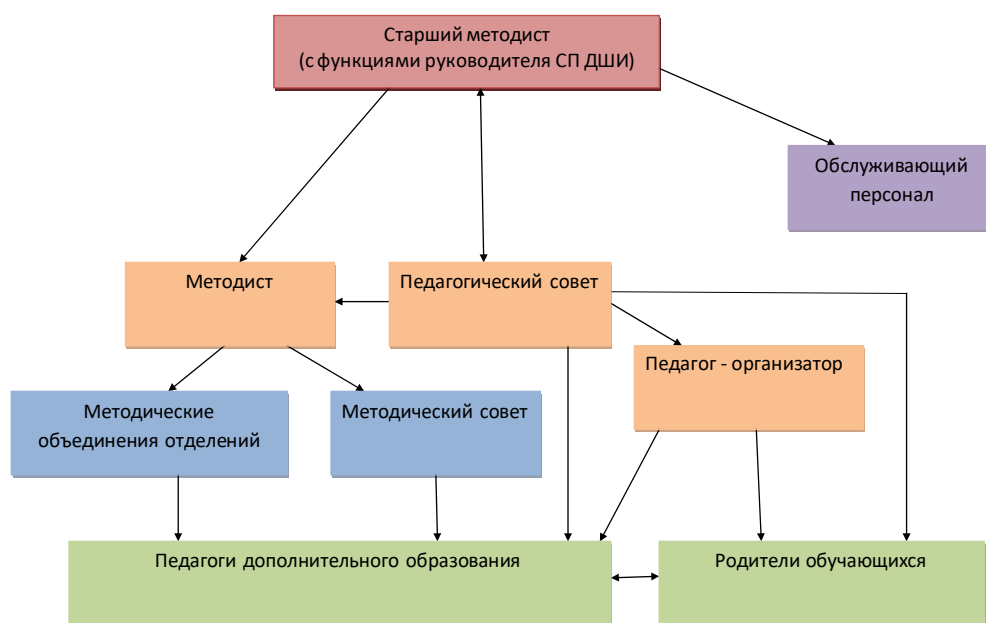 Старший методист
(с функциями руководителя СП ДШИ)
Обслуживающий
персонал
Методист
Педагогический совет
Педагог - организатор
Методические
объединения отделений
Методический совет
Педагоги дополнительного образования
Родители обучающихся